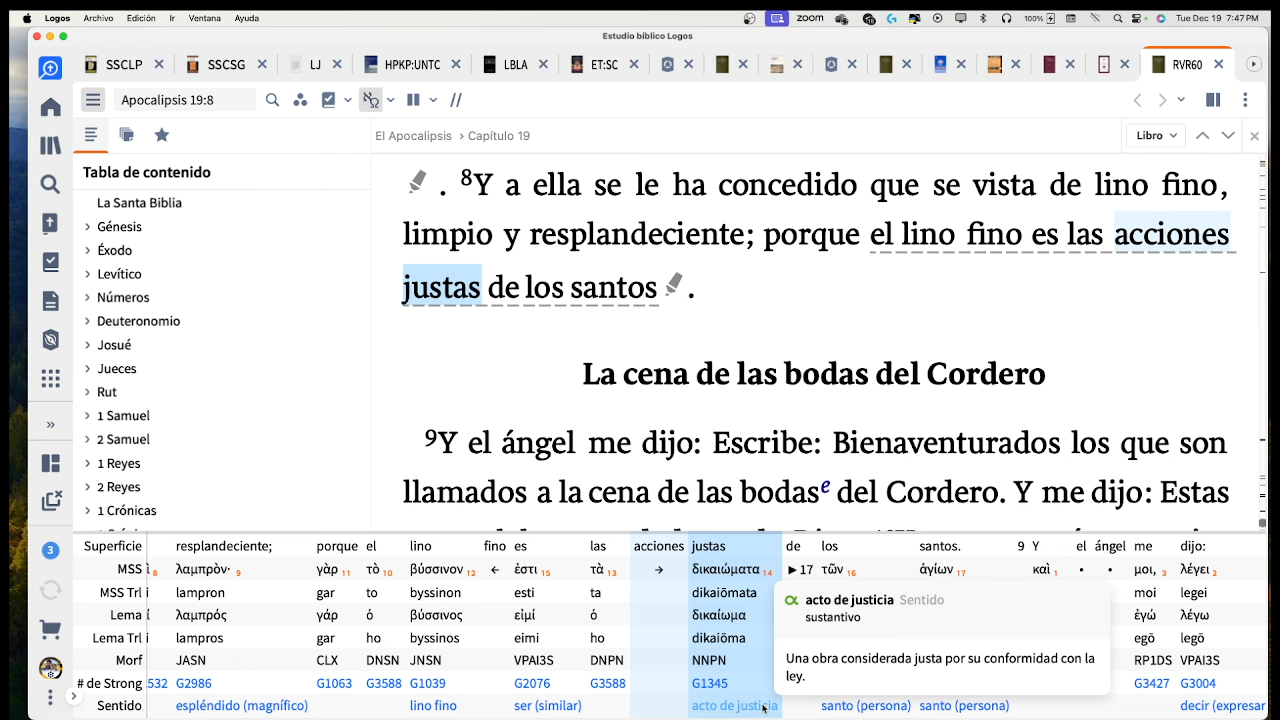 Logos Archivo Edición Ir Ventana Ayuda zoom 100% Tue Dec 19 7:47 PM
Estudio bíblico Logos
SSCLP SSCSG LJ HPKP:UNTC LBLA ET:SC RVR60
Apocalipsis 19:8
El Apocalipsis › Capítulo 19 Libro
Tabla de contenido
La Santa Biblia
Génesis
Éxodo
Levítico
Números
Deuteronomio
Josué
Jueces
Rut
1 Samuel
2 Samuel
1 Reyes
2 Reyes
1 Crónicas
. 8Y a ella se le ha concedido que se vista de lino fino,
limpio y resplandeciente; porque el lino fino es las acciones
justas de los santos .
La cena de las bodas del Cordero
9Y el ángel me dijo: Escribe: Bienaventurados los que son
llamados a la cena de las bodase del Cordero. Y me dijo: Estas
3
Superficie resplandeciente; porque el lino fino es las acciones justas de los santos. 9 Y el ángel me dijo:
MSS ῒ 8 λαμπρὸν· 9 γὰρ 11 τὸ 10 βύσσινον 12 ← ἐστι 15 τὰ 13 → δικαιώματα 14 ▶ 17 τῶν 16 ἁγίων 17 καὶ 1 • • μοι, 3 λέγει 2
MSS Trl i lampron gar to byssinon esti ta dikaiōmata moi legei
Lema i λαμπρός γάρ ὁ βύσσινος εἰμί ὁ δικαίωμα ἐγώ λέγω
Lema Trl i lampros gar ho byssinos eimi ho dikaiōma egō legō
Morf JASN CLX DNSN JNSN VPAI3S DNPN NNPN RP1DS VPAI3S
# de Strong 532 G2986 G1063 G3588 G1039 G2076 G3588 G1345 G3427 G3004
Sentido espléndido (magnífico) lino fino ser (similar) acto de justicia santo (persona) santo (persona) decir (expresar
acto de justicia Sentido
sustantivo
Una obra considerada justa por su conformidad con la
ley.